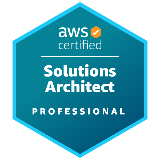 aws
certified
Solutions
Architect
PROFESSIONAL